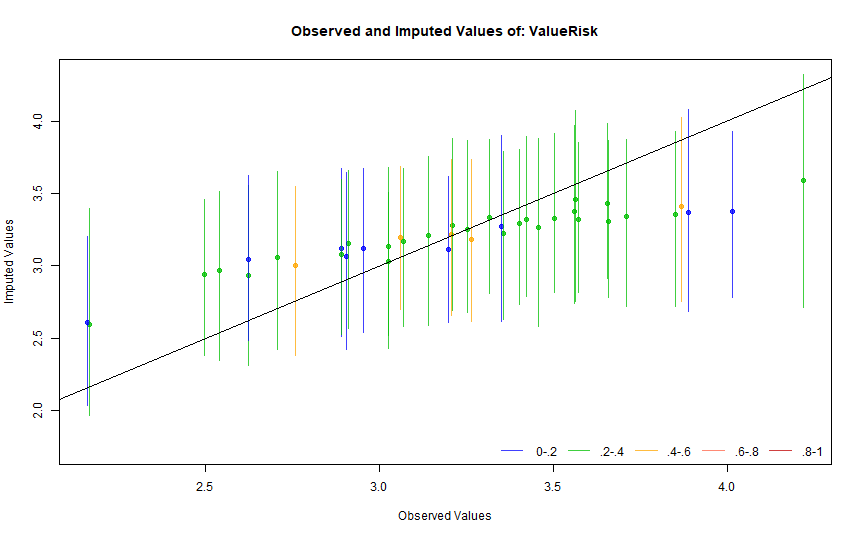 Observed and Imputed Values of: ValueRisk
Imputed Values
4.0
3.5
3.0
2.5
2.0
0-.2 .2-.4 .4-.6 .6-.8 .8-1
2.5 3.0 3.5 4.0
Observed Values